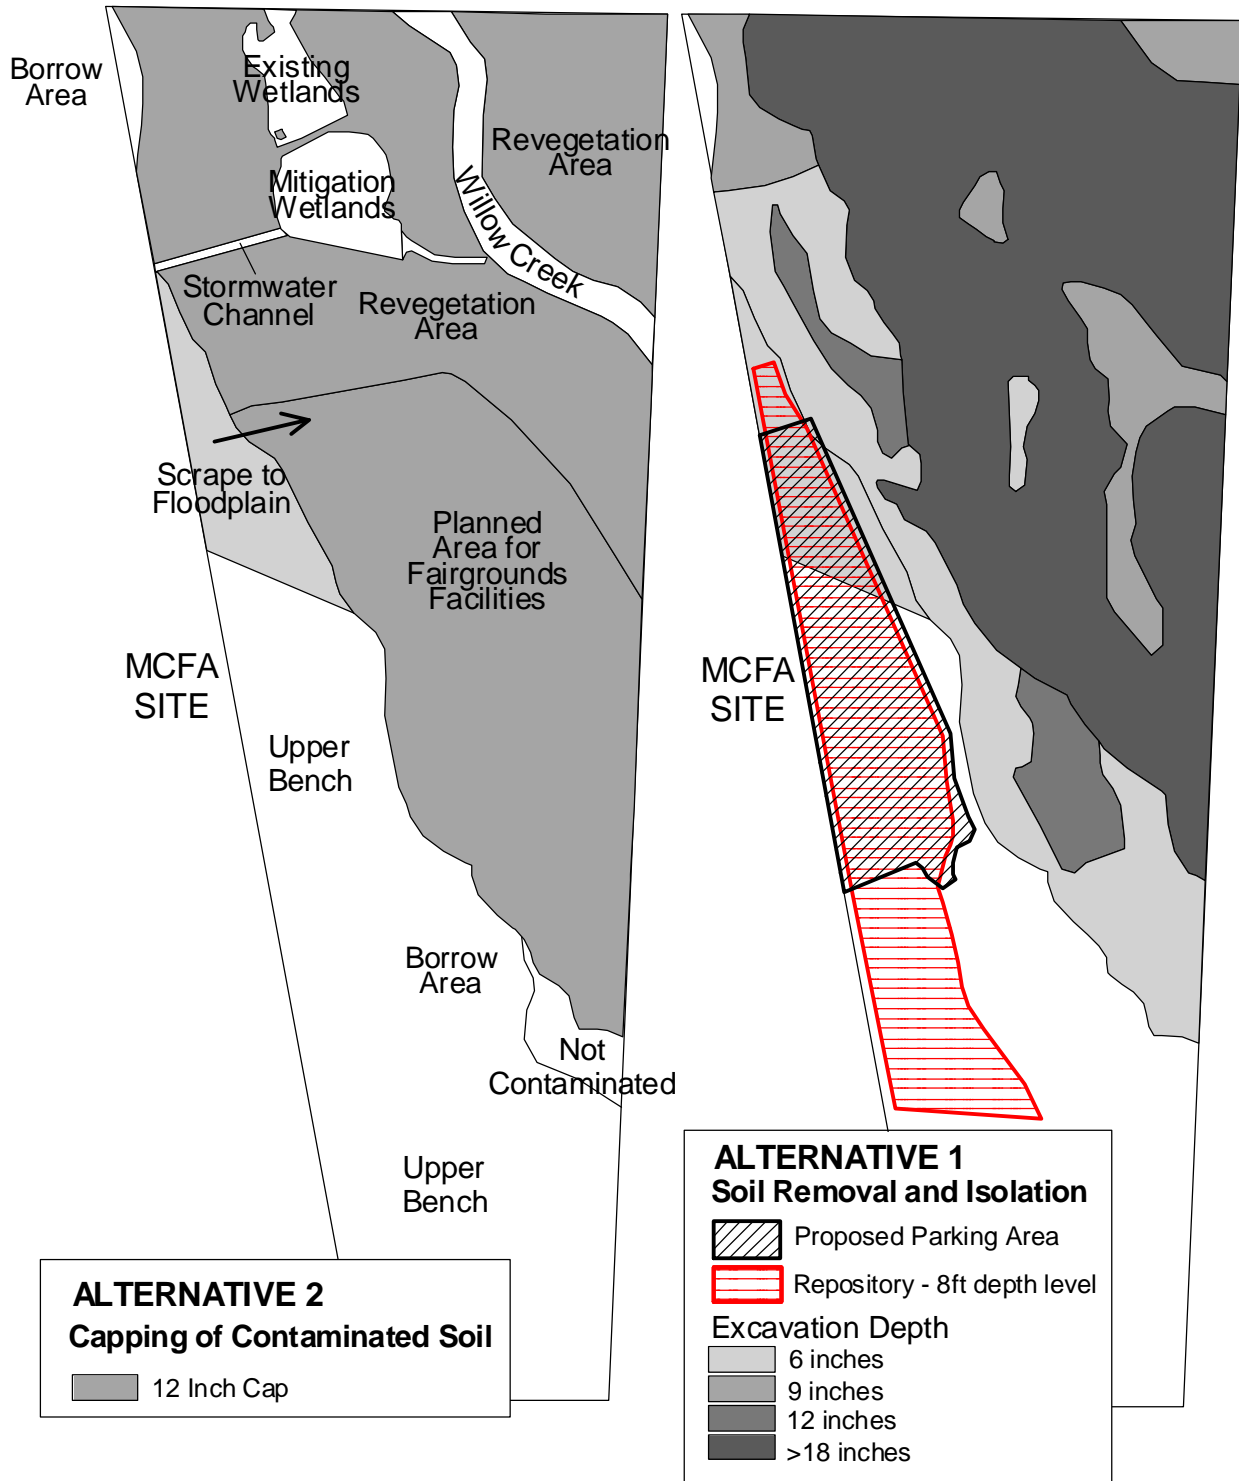 Borrow
Area
Existing
Wetlands
Revegetation
Area
Mitigation
Wetlands
Willow Creek
Stormwater
Channel
Revegetation
Area
Scrape to
Floodplain
Planned
Area for
Fairgrounds
Facilities
MCFA
SITE
Upper
Bench
Borrow
Area
Not
Contaminated
Upper
Bench
ALTERNATIVE 2
Capping of Contaminated Soil
12 Inch Cap
MCFA
SITE
ALTERNATIVE 1
Soil Removal and Isolation
Proposed Parking Area
Repository - 8ft depth level
Excavation Depth
6 inches
9 inches
12 inches
>18 inches